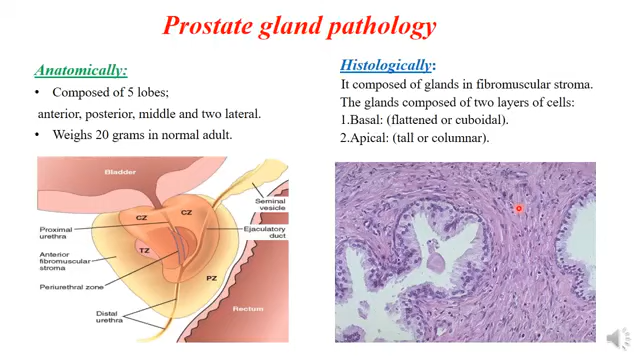 Prostate gland pathology
Anatomically:
• Composed of 5 lobes;
anterior, posterior, middle and two lateral.
• Weighs 20 grams in normal adult.
Histologically:
It composed of glands in fibromuscular stroma.
The glands composed of two layers of cells:
1.Basal: (flattened or cuboidal).
2.Apical: (tall or columnar).
Bladder
Seminal
vesicle
CZ
CZ
Proximal
urethra
Ejaculatory
duct
TZ
Anterior
fibromuscular
stroma
PZ
Periurethral zone
Distal
urethra
Rectum